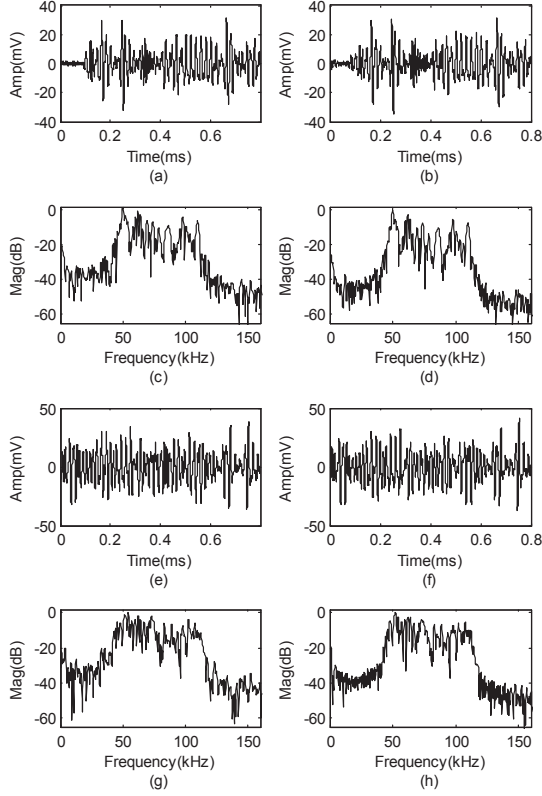 40
20
0
-20
-40
Amp(mV)
0 0.2 0.4 0.6
Time(ms)
(a)
40
20
0
-20
-40
Amp(mV)
0 0.2 0.4 0.6 0.8
Time(ms)
(b)
0
-20
-40
-60
Mag(dB)
0 50 100 150
Frequency(kHz)
(c)
0
-20
-40
-60
Mag(dB)
0 50 100 150
Frequency(kHz)
(d)
50
0
-50
Amp(mV)
0 0.2 0.4 0.6
Time(ms)
(e)
50
0
-50
Amp(mV)
0 0.2 0.4 0.6 0.8
Time(ms)
(f)
0
-20
-40
-60
Mag(dB)
0 50 100 150
Frequency(kHz)
(g)
0
-20
-40
-60
Mag(dB)
0 50 100 150
Frequency(kHz)
(h)